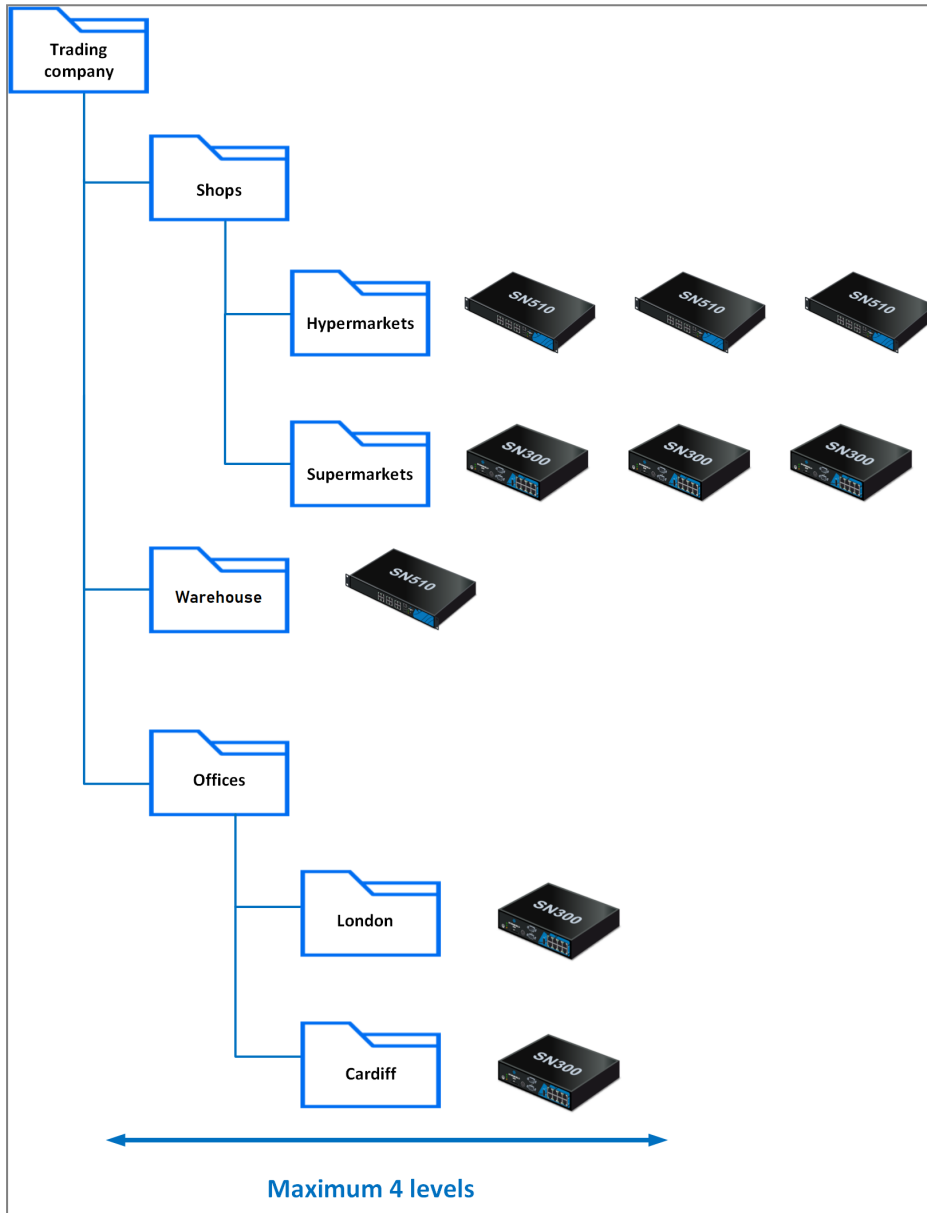 Trading
company
Shops
Hypermarkets
SN510
SN510
SN510
Supermarkets
SN300
SN300
SN300
Warehouse
SN510
Offices
London
SN300
Cardiff
SN300
Maximum 4 levels